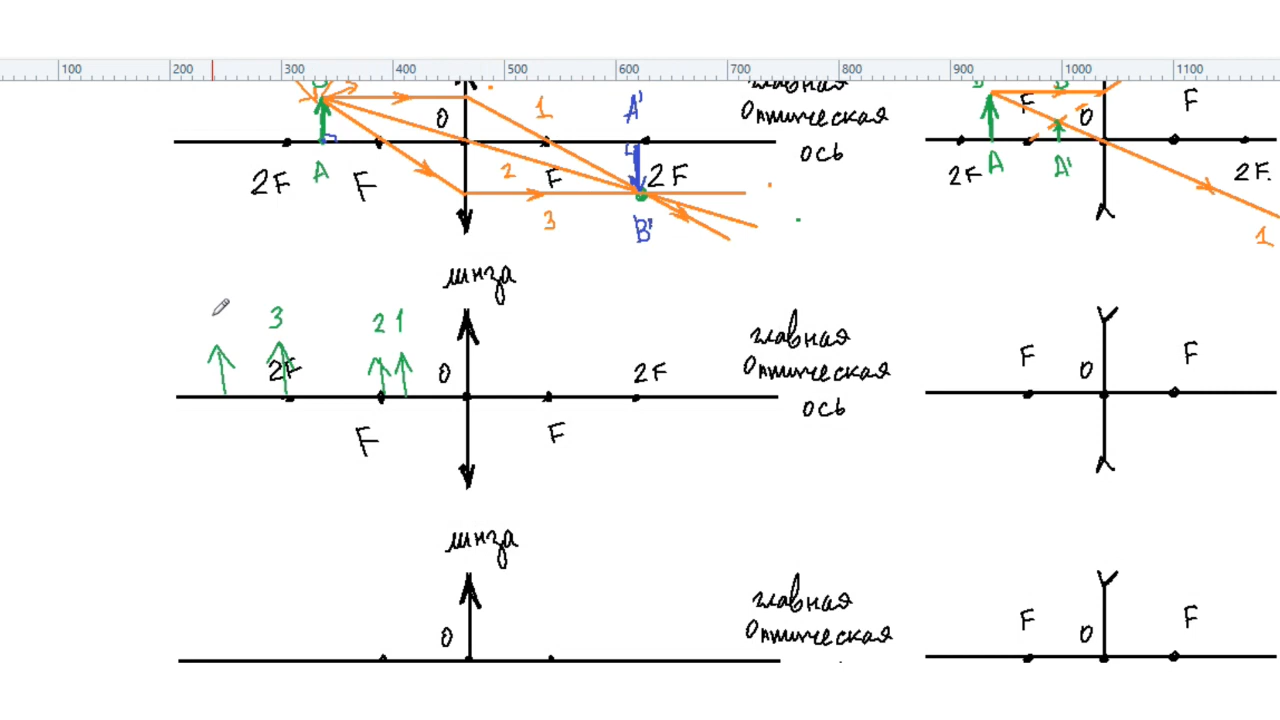 100 200 300 400 500 600 700 800 900 1000 1100
главная
Оптическая
ось
A'
O
1
2F
A
F
2
F
2F
3
B'
F
F
O
2F
A
A'
2F.
1
линза
3
2 1
2F
O
2F
F
F
главная
Оптическая
ось
F
O
F
линза
O
главная
Оптическая
F
O
F